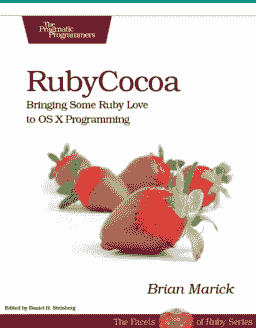 The
Pragmatic
Programmers
RubyCocoa
Bringing Some Ruby Love
to OS X Programming
Brian Marick
Edited by Daniel H. Steinberg
The Facets of Ruby Series